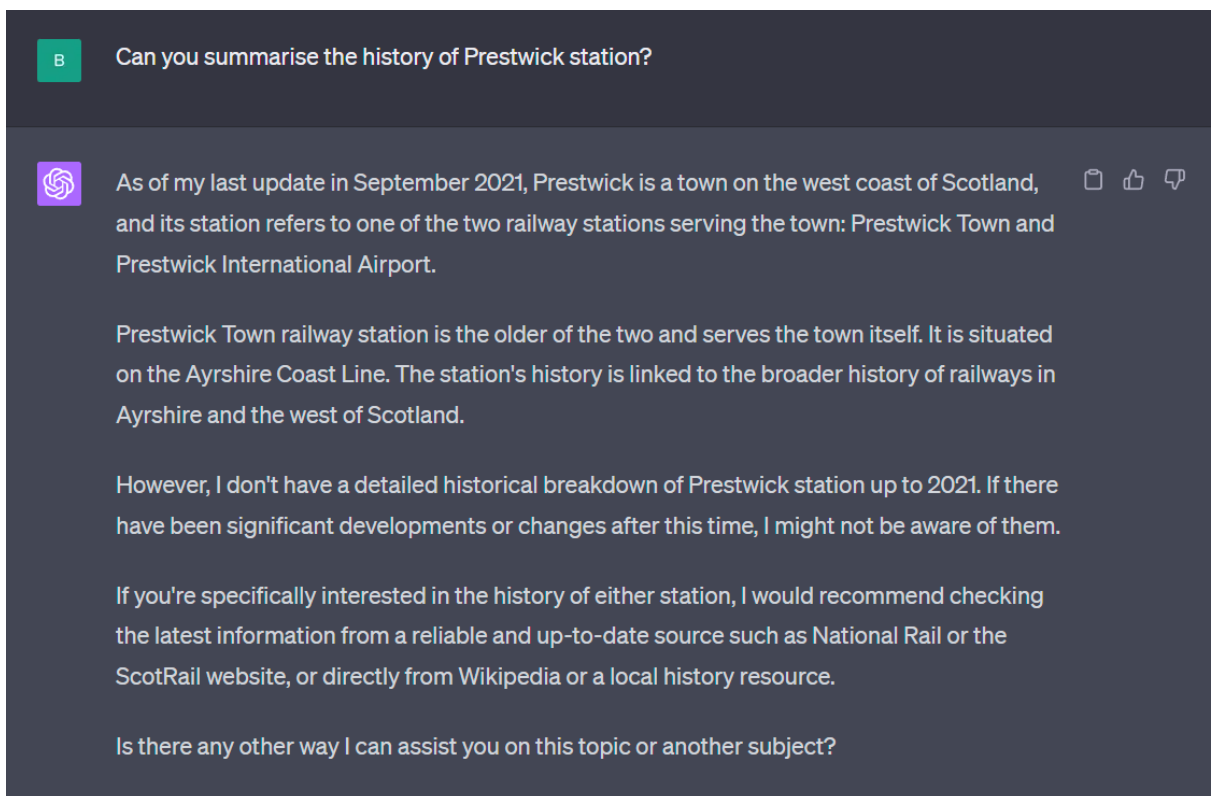 B
Can you summarise the history of Prestwick station?
As of my last update in September 2021, Prestwick is a town on the west coast of Scotland,
and its station refers to one of the two railway stations serving the town: Prestwick Town and
Prestwick International Airport.
Prestwick Town railway station is the older of the two and serves the town itself. It is situated
on the Ayrshire Coast Line. The station's history is linked to the broader history of railways in
Ayrshire and the west of Scotland.
However, I don't have a detailed historical breakdown of Prestwick station up to 2021. If there
have been significant developments or changes after this time, I might not be aware of them.
If you're specifically interested in the history of either station, I would recommend checking
the latest information from a reliable and up-to-date source such as National Rail or the
ScotRail website, or directly from Wikipedia or a local history resource.
Is there any other way I can assist you on this topic or another subject?